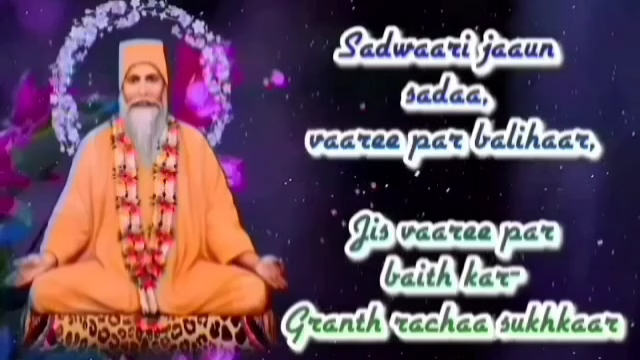 Sadwaari jaaun
sadaa,
vaaree par balihaar,
Jis vaaree par
baith kar-
Granth rachaa sukhkaar